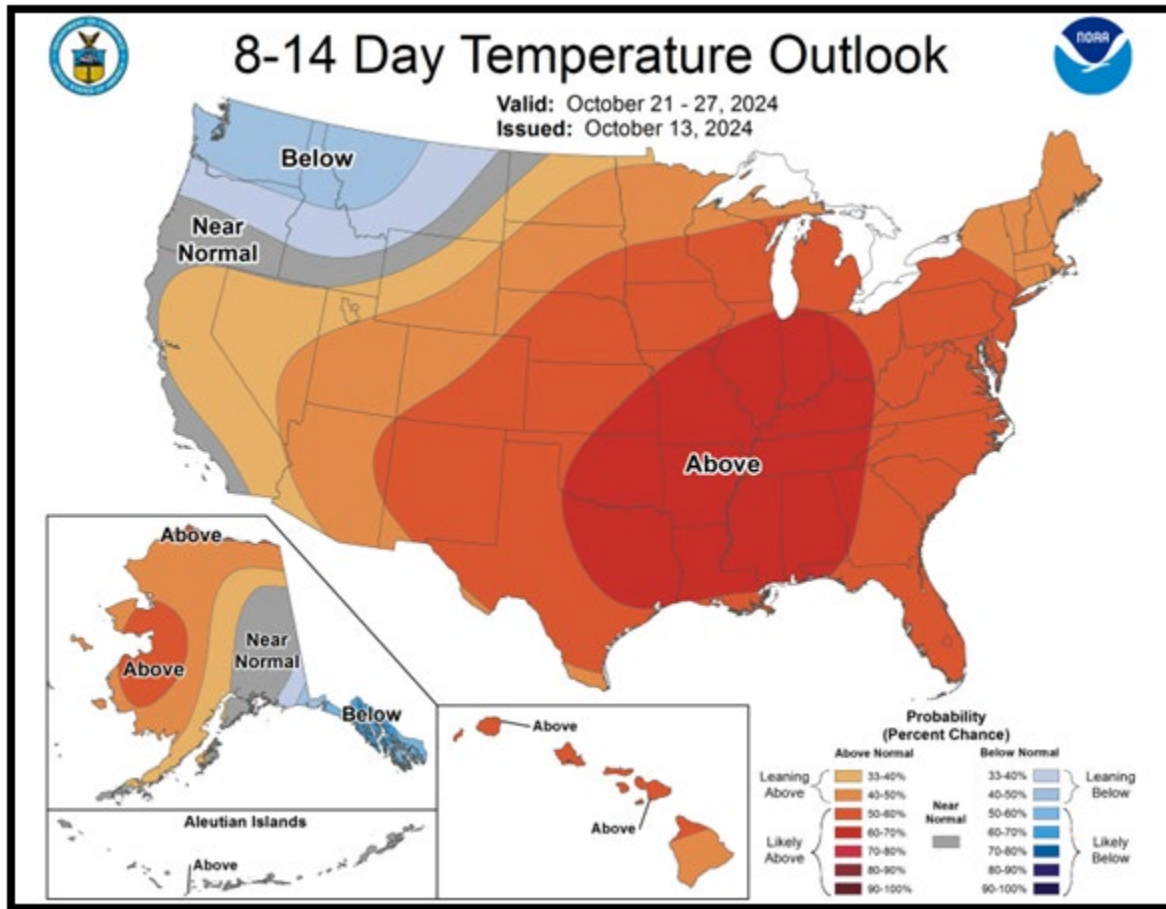 8-14 Day Temperature Outlook
NOAA
Valid: October 21 - 27, 2024
Issued: October 13, 2024
Below
Near
Normal
Above
Above
Near
Normal
Above
Below
Aleutian Islands
Above
Above
Above
Probability
(Percent Chance)
Above Normal
Below Normal
Leaning
Above
33-40%
40-50%
Likely
Above
50-60%
60-70%
70-80%
80-90%
90-100%
Near
Normal
33-40%
40-50%
Leaning
Below
50-60%
60-70%
70-80%
80-90%
90-100%
Likely
Below